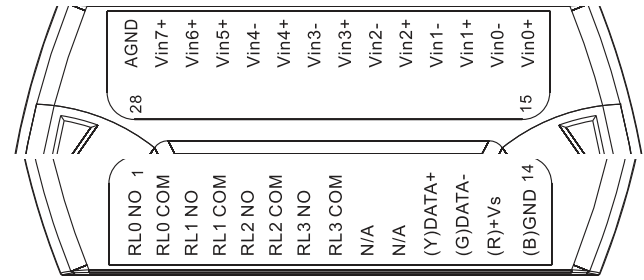 AGND
Vin7+
Vin6+
Vin5+
Vin4-
Vin4+
Vin3-
Vin3+
Vin2-
Vin2+
Vin1-
Vin1+
Vin0-
Vin0+
28
15
RL0 NO 1
RL0 COM
RL1 NO
RL1 COM
RL2 NO
RL2 COM
RL3 NO
RL3 COM
N/A
N/A
(Y)DATA+
(G)DATA-
(R)+Vs
(B)GND 14